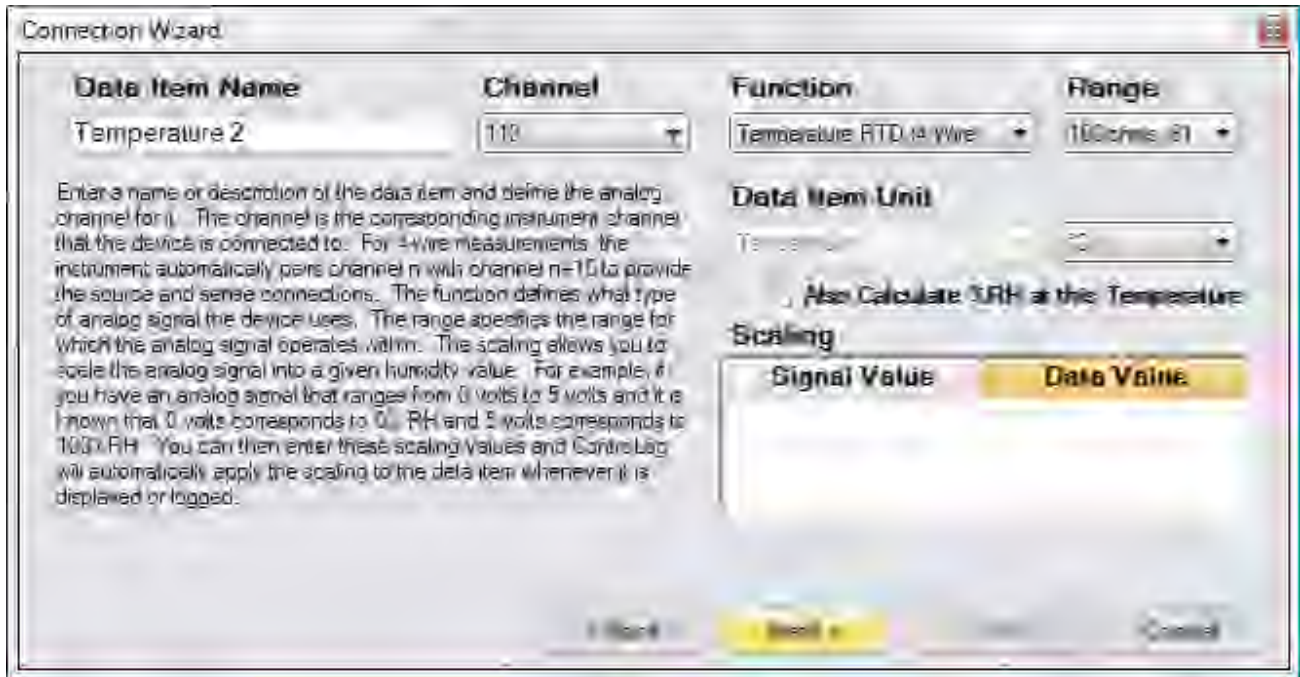 Connection Wizard
Data Item Name Channel Function Range
Temperature 2 Temperature RTD (4 Wire
Enter a name or description of the data item and define the analog
channel for it. The channel is the corresponding instrument channel
that the device is connected to. For 4-wire measurements, the
instrument automatically pairs channel n with channel n+10 to provide
the source and sense connections. The function defines what type
of analog signal the device uses. The range specifies the range for
which the analog signal operates within. The scaling allows you to
scale the analog signal into a given humidity value. For example, if
you have an analog signal that ranges from 0 volts to 5 volts and it is
known that 0 volts corresponds to RH and 5 volts corresponds to
RH. You can then enter these scaling values and ControLog
will automatically apply the scaling to the data item whenever it is
displayed or logged.
Data Item Unit
Temperature
Also Calculate %RH at this Temperature
Scaling
Signal Value Data Value
< Back Next > Cancel